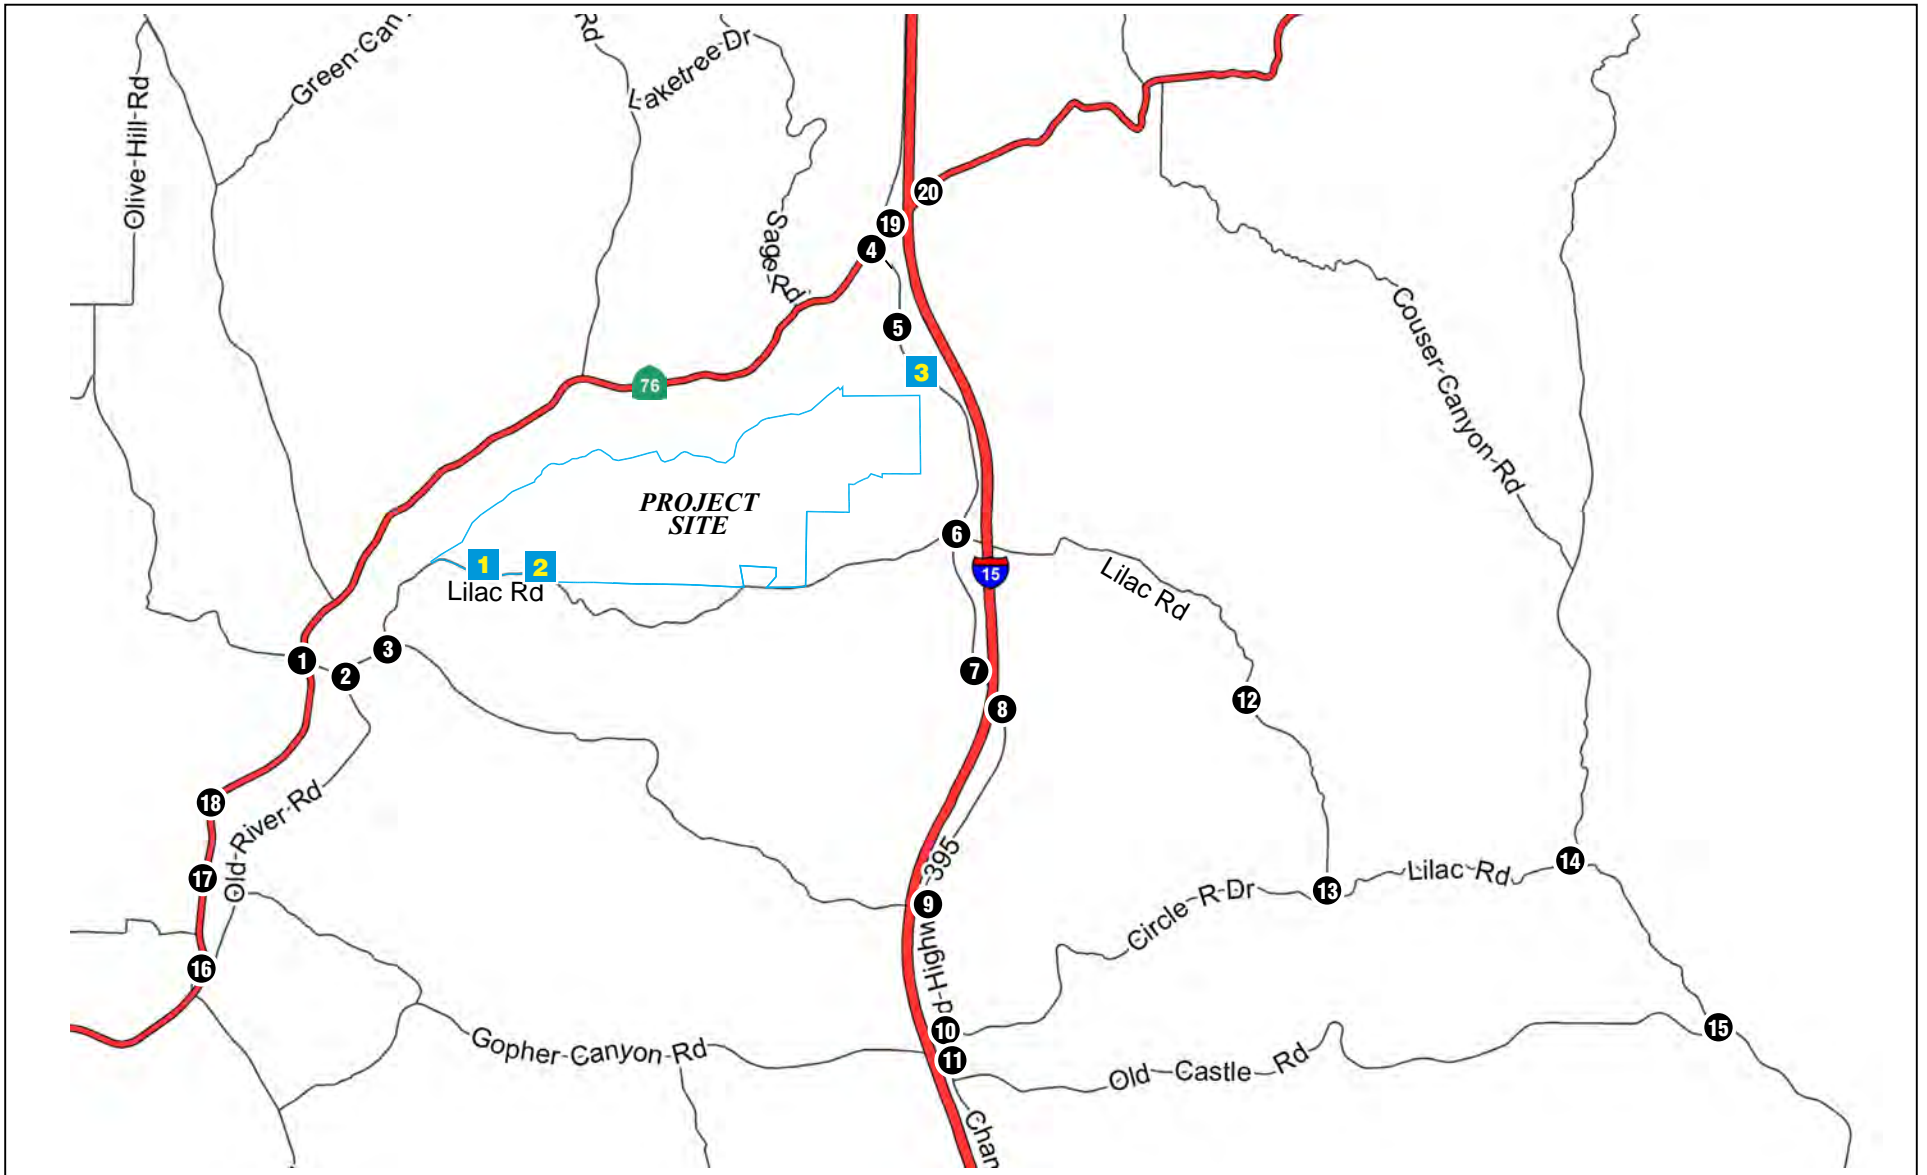 Green-Can
Rd
Laketree-Dr
Olive-Hill-Rd
20
19
4
Sage-Rd
5
Couser-Canyon-Rd
3
76
PROJECT
SITE
6
1
2
15
Lilac Rd
Lilac Rd
3
1
2
7
12
8
18
Old-River-Rd
395
14
17
Lilac-Rd
13
Circle-R-Dr
9
d-Highw
16
10
15
Gopher-Canyon-Rd
11
Old-Castle-Rd
Chan